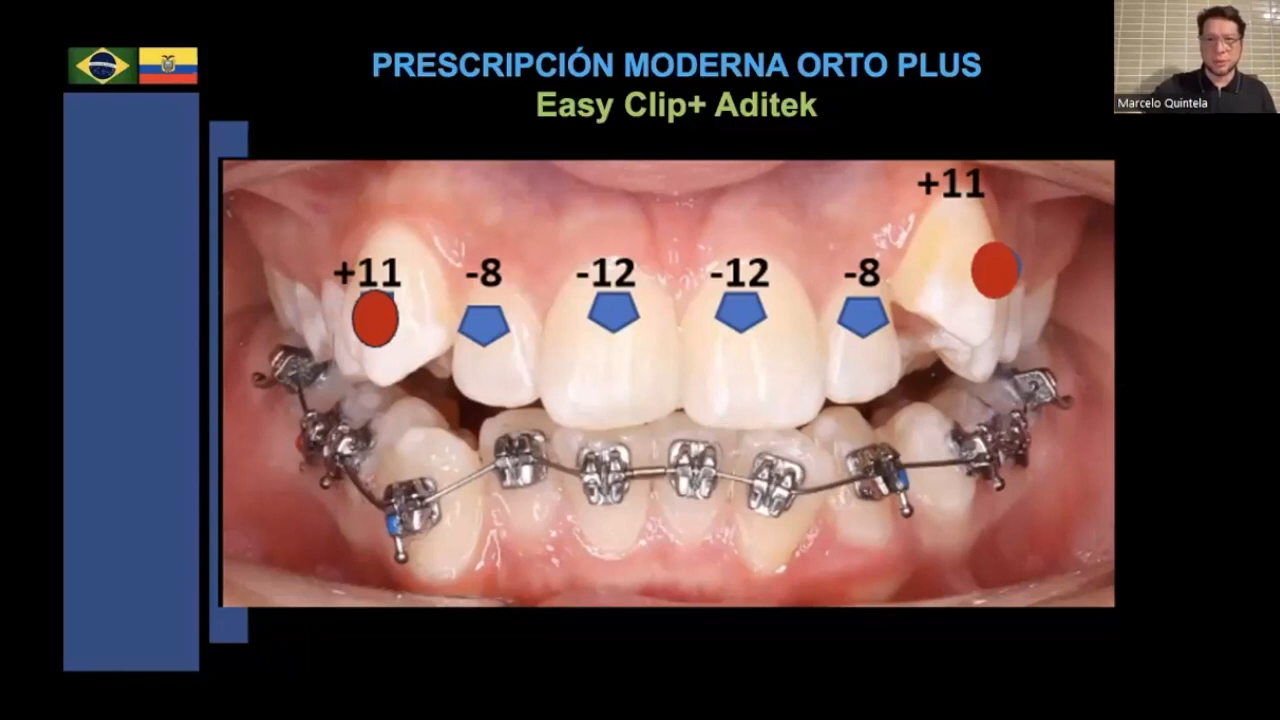 PRESCRIPCIÓN MODERNA ORTO PLUS
Easy Clip+ Aditek
Marcelo Quintela
+11
+11 -8 -12 -12 -8